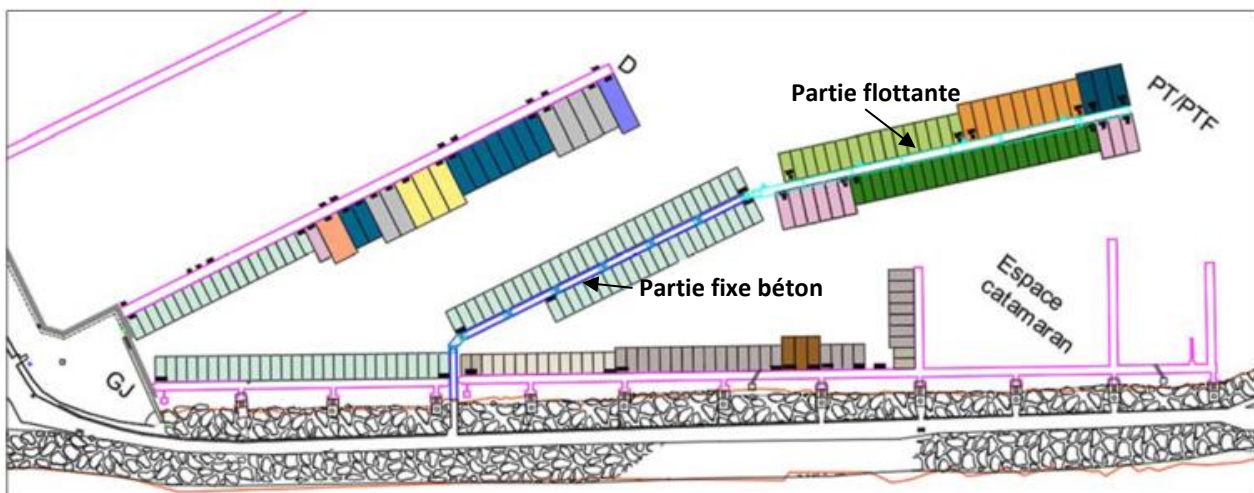 D
Partie flottante
PT/PTF
Partie fixe béton
Espace
catamaran
GJ